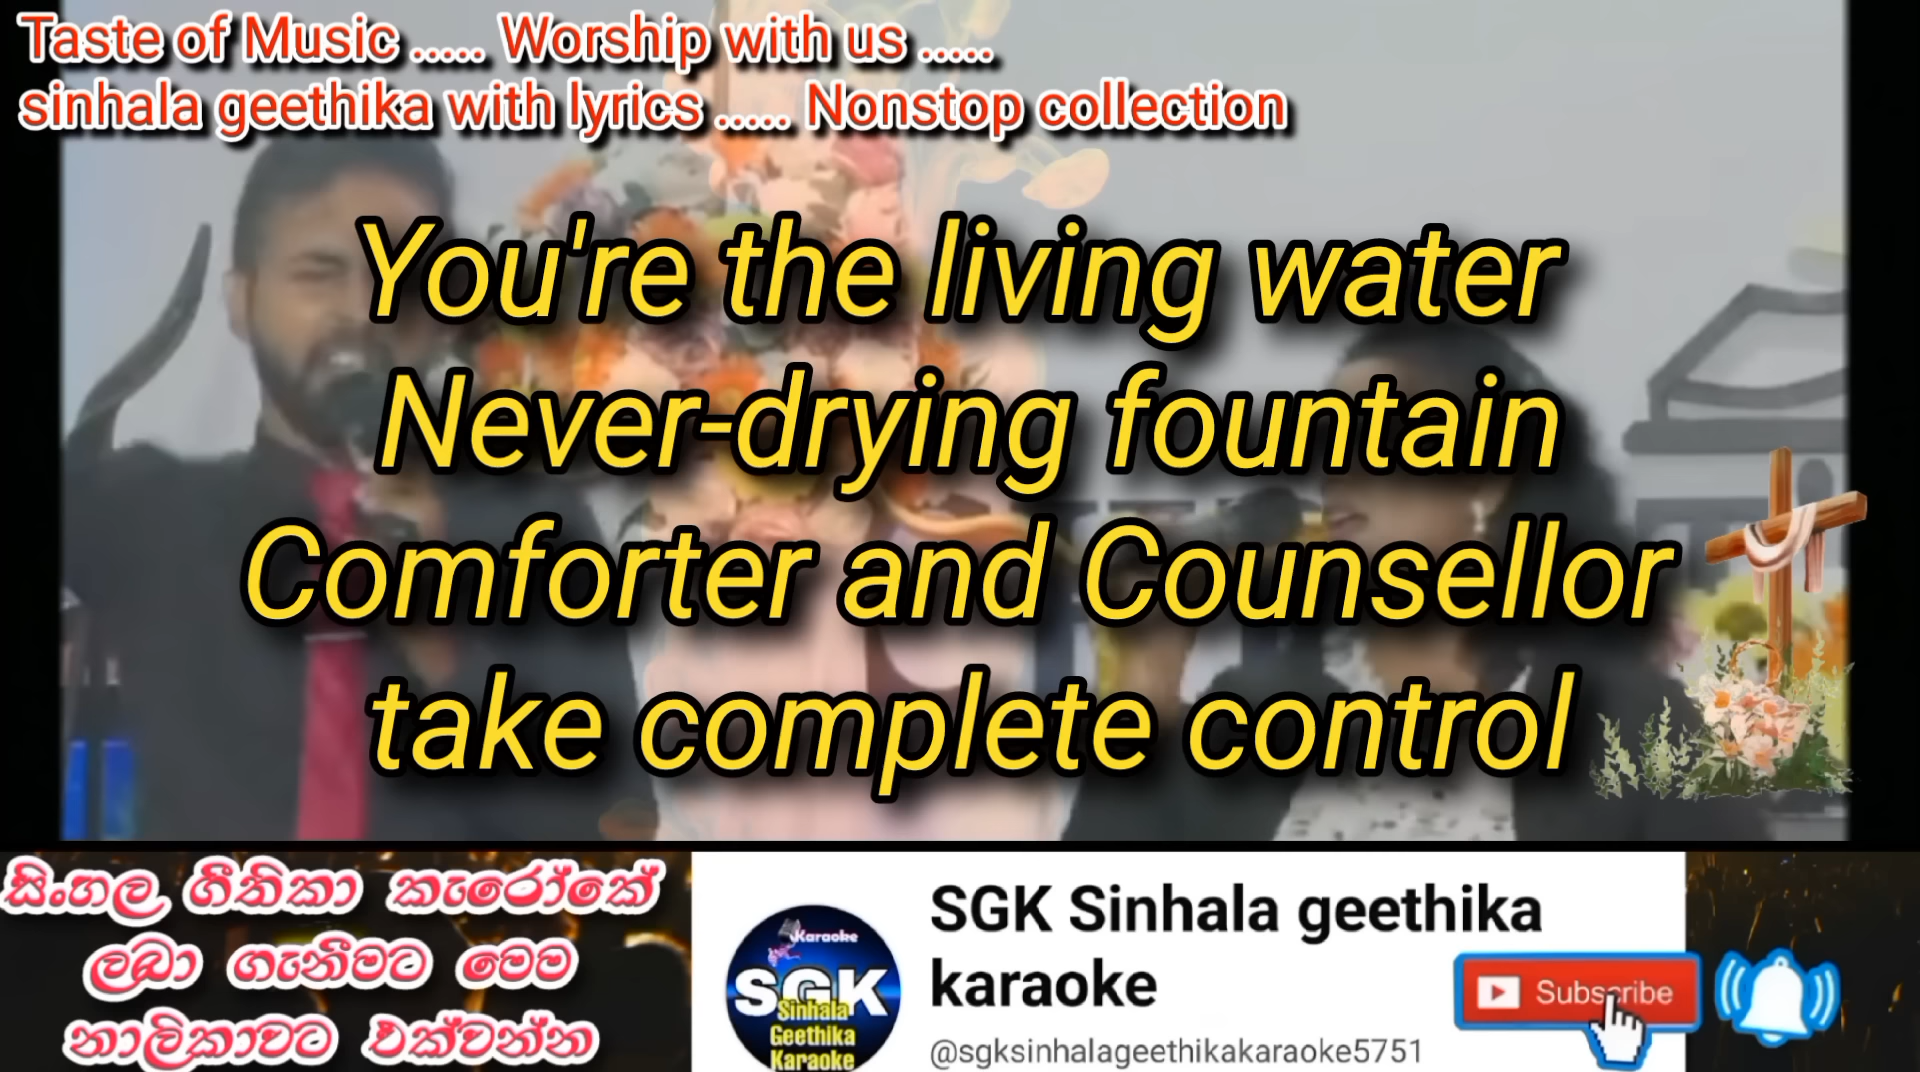 Taste of Music ..... Worship with us .....
sinhala geethika with lyrics ..... Nonstop collection
You're the living water
Never-drying fountain
Comforter and Counsellor
take complete control
සිංහල ගීතිකා කැරෝකේ
ලබා ගැනීමට මෙම
නාලිකාවට එක්වන්න
Karaoke
SGK
Sinhala
Geethika
Karaoke
SGK Sinhala geethika
karaoke
@sgksinhalageethikakaraoke5751
Subscribe